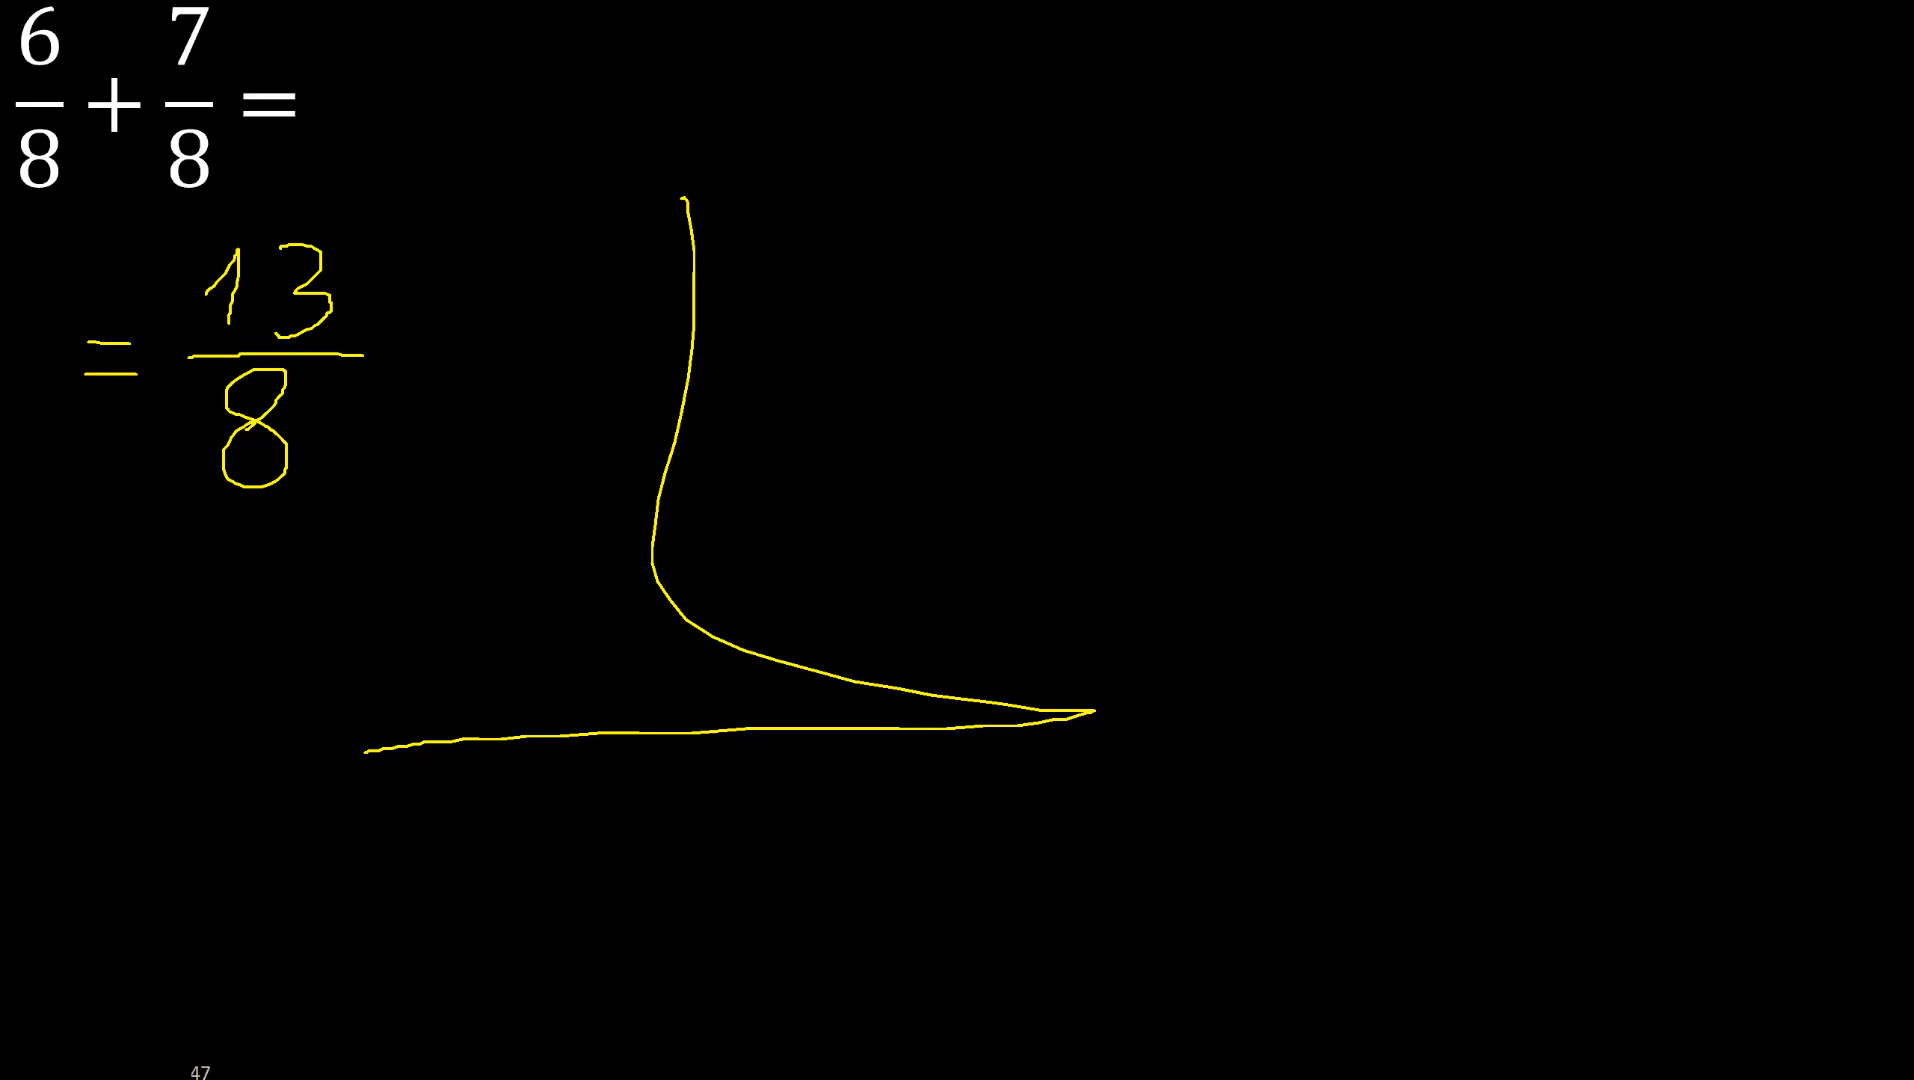 6/8 + 7/8 =
= 13/8
47